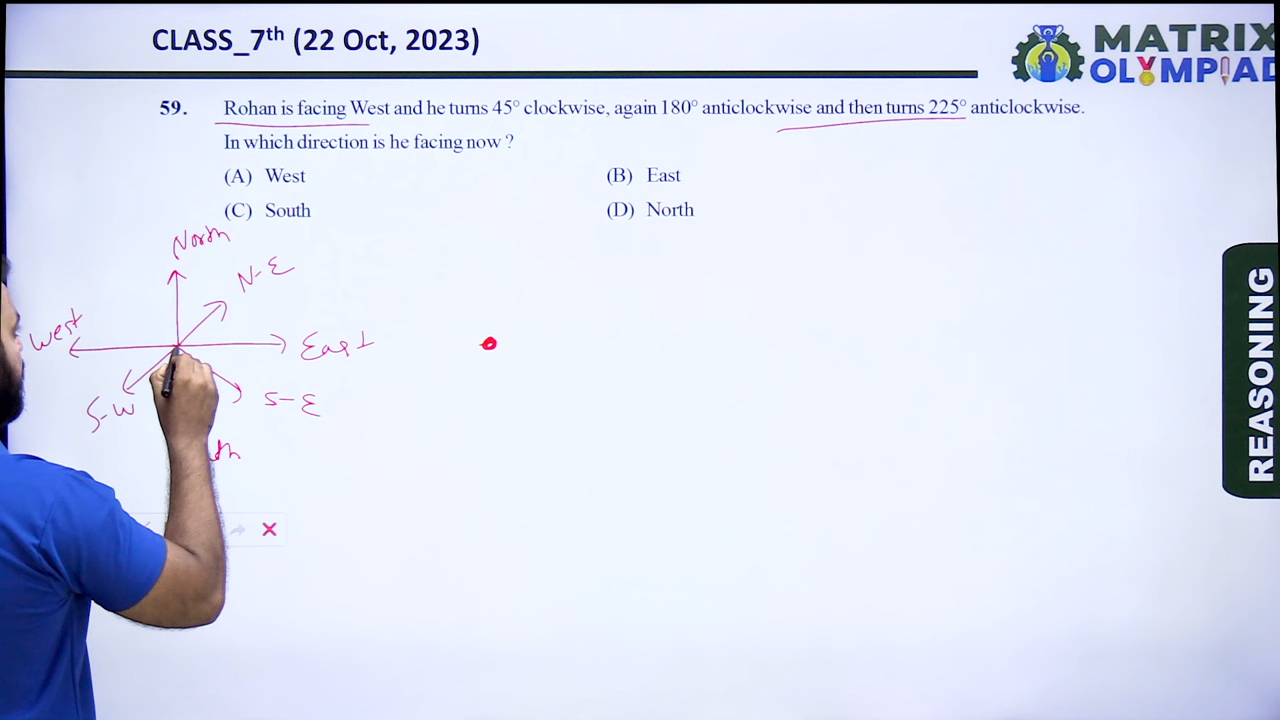 CLASS_7th (22 Oct, 2023)
MATRIX
OLYMPIAD
59. Rohan is facing West and he turns 45° clockwise, again 180° anticlockwise and then turns 225° anticlockwise.
In which direction is he facing now ?
(A) West (B) East
(C) South (D) North
North
N-E
West
East
S-W
S-E
th
REASONING